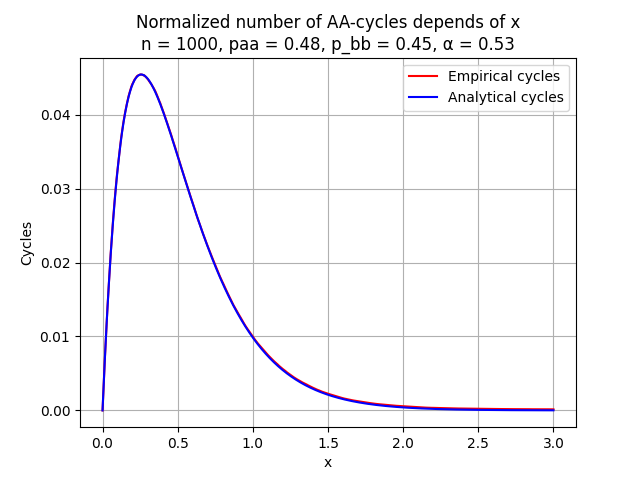 Normalized number of AA-cycles depends of x
n = 1000, paa = 0.48, p_bb = 0.45, α = 0.53
Empirical cycles
Analytical cycles
Cycles
0.04
0.03
0.02
0.01
0.00
0.0 0.5 1.0 1.5 2.0 2.5 3.0
x